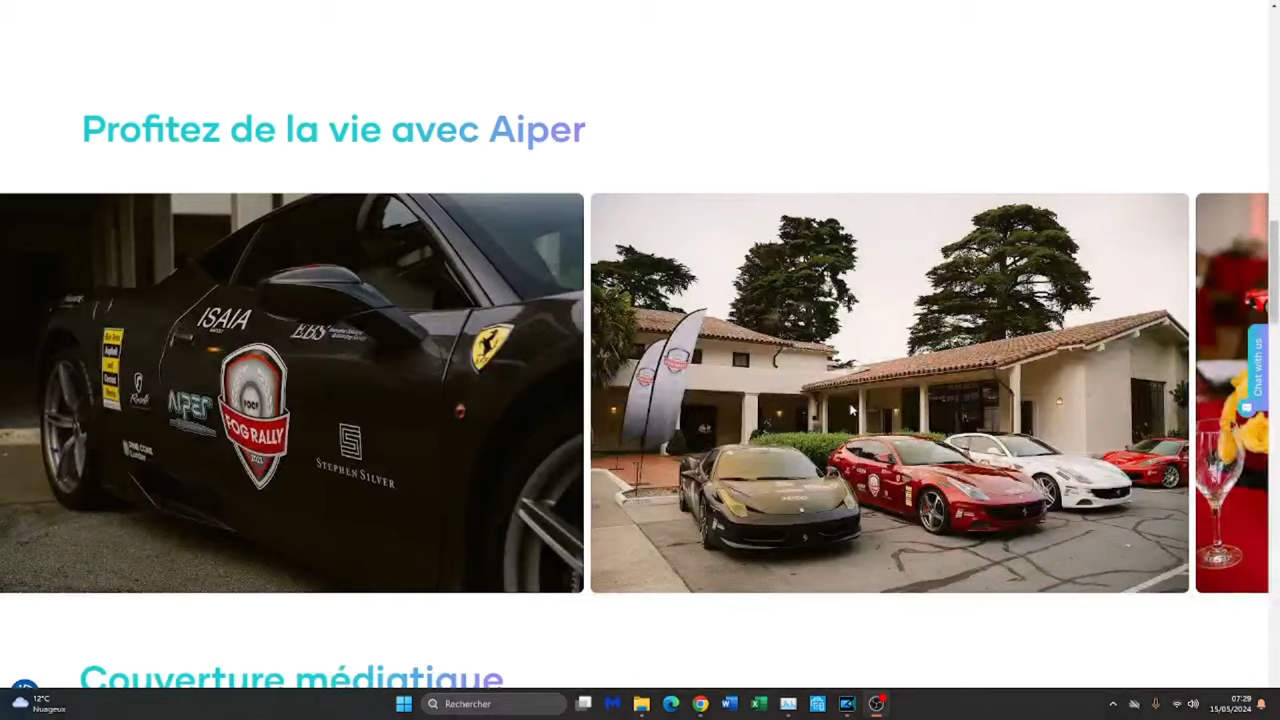 Profitez de la vie avec Aiper
ISAIA
AIPER
FOG RALLY
STEPHEN SILVER
Chat with us
Couverture médiatique
12°C
Nuageux
Rechercher
07:29
15/05/2024